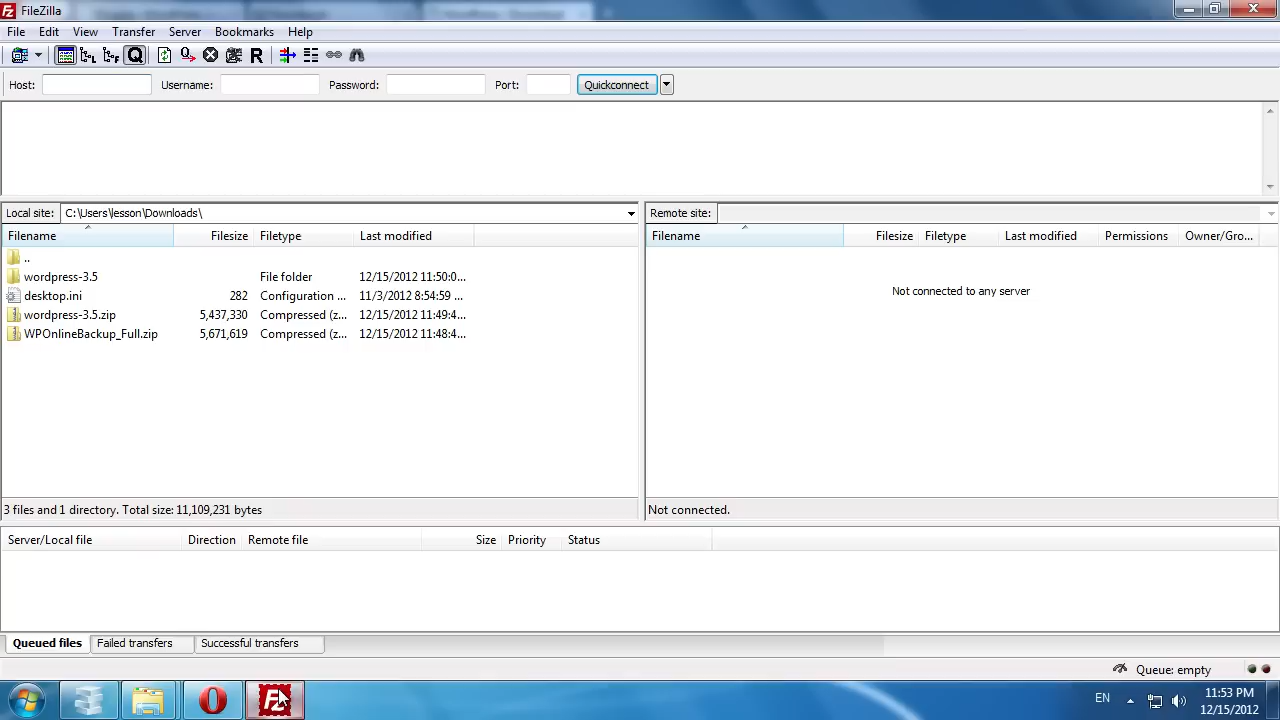 FileZilla
File Edit View Transfer Server Bookmarks Help
Host: Username: Password: Port: Quickconnect
Local site: C:\Users\lesson\Downloads\ Remote site:
Filename Filesize Filetype Last modified Filename Filesize Filetype Last modified Permissions Owner/Gro...
..
wordpress-3.5 File folder 12/15/2012 11:50:0...
Not connected to any server
desktop.ini 282 Configuration ... 11/3/2012 8:54:59 ...
wordpress-3.5.zip 5,437,330 Compressed (z... 12/15/2012 11:49:4...
WPOnlineBackup_Full.zip 5,671,619 Compressed (z... 12/15/2012 11:48:4...
3 files and 1 directory. Total size: 11,109,231 bytes Not connected.
Server/Local file Direction Remote file Size Priority Status
Queued files Failed transfers Successful transfers
Queue: empty
EN 11:53 PM
12/15/2012